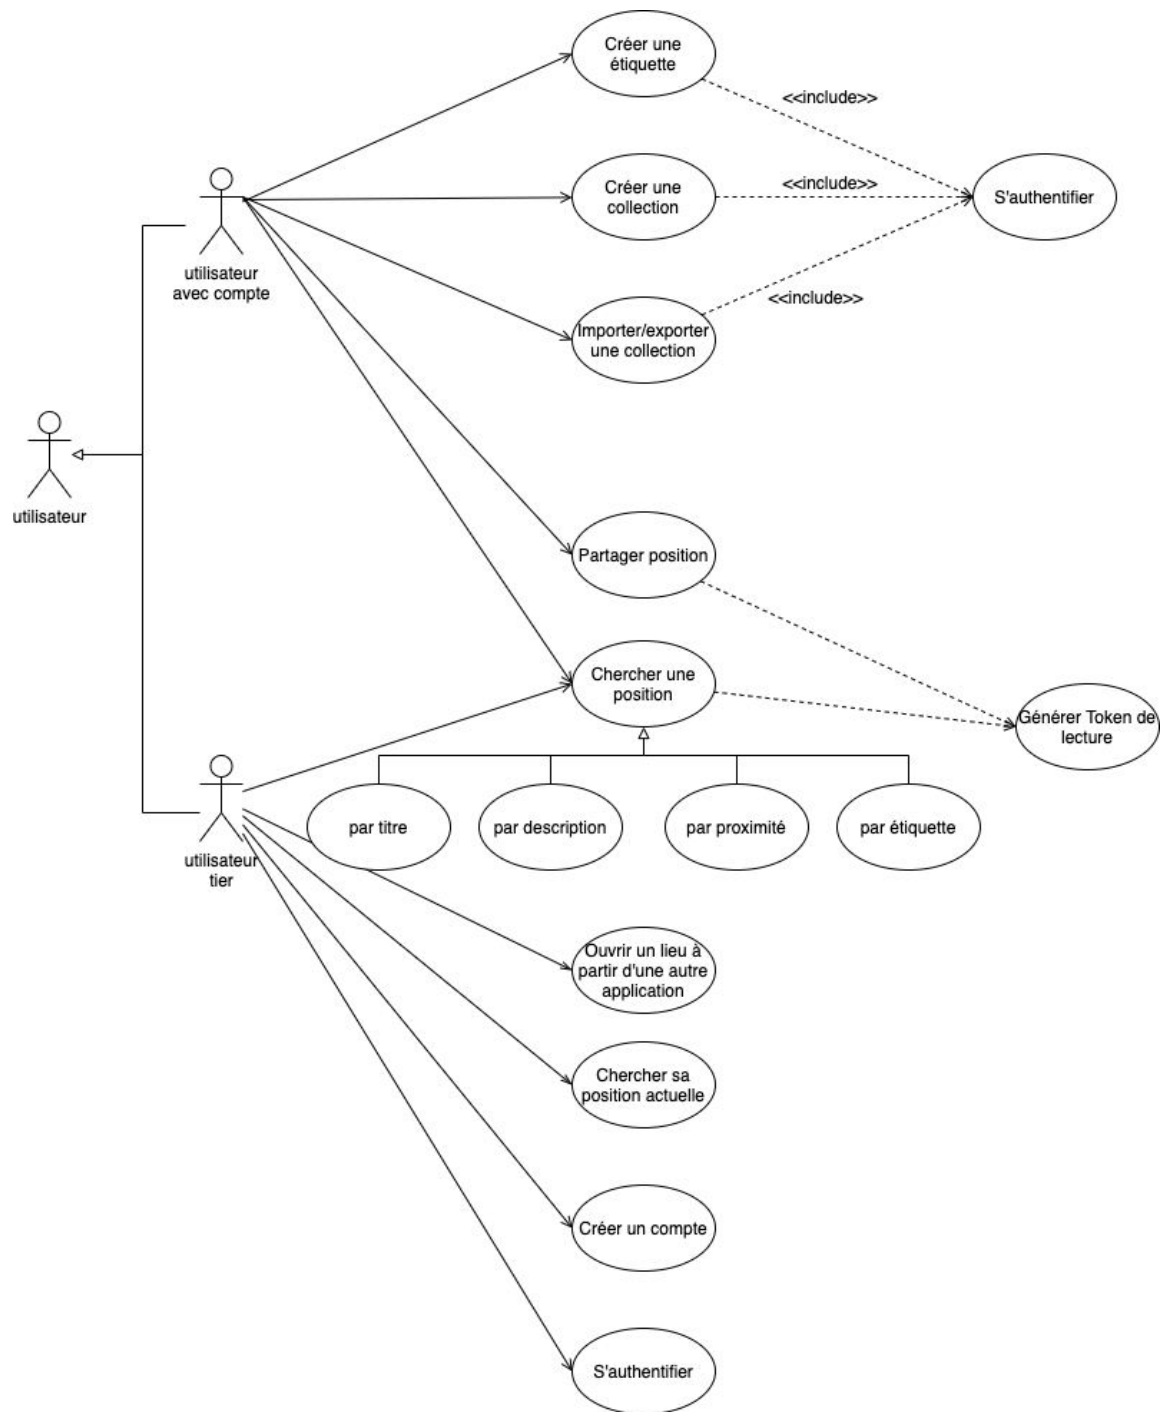 Créer une
étiquette
<<include>>
utilisateur
avec compte
Créer une
collection
<<include>>
S'authentifier
Importer/exporter
une collection
<<include>>
utilisateur
Partager position
Chercher une
position
Générer Token de
lecture
utilisateur
tier
par titre
par description
par proximité
par étiquette
Ouvrir un lieu à
partir d'une autre
application
Chercher sa
position actuelle
Créer un compte
S'authentifier